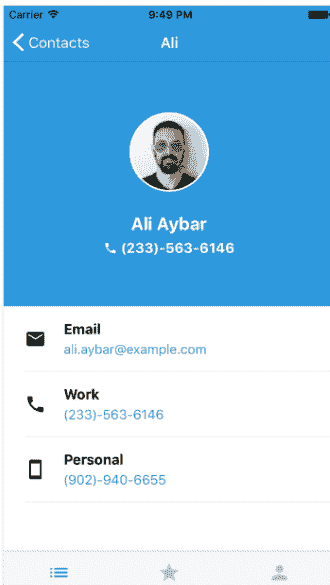 Carrier 9:49 PM
Contacts Ali
Ali Aybar
(233)-563-6146
Email
ali.aybar@example.com
Work
(233)-563-6146
Personal
(902)-940-6655